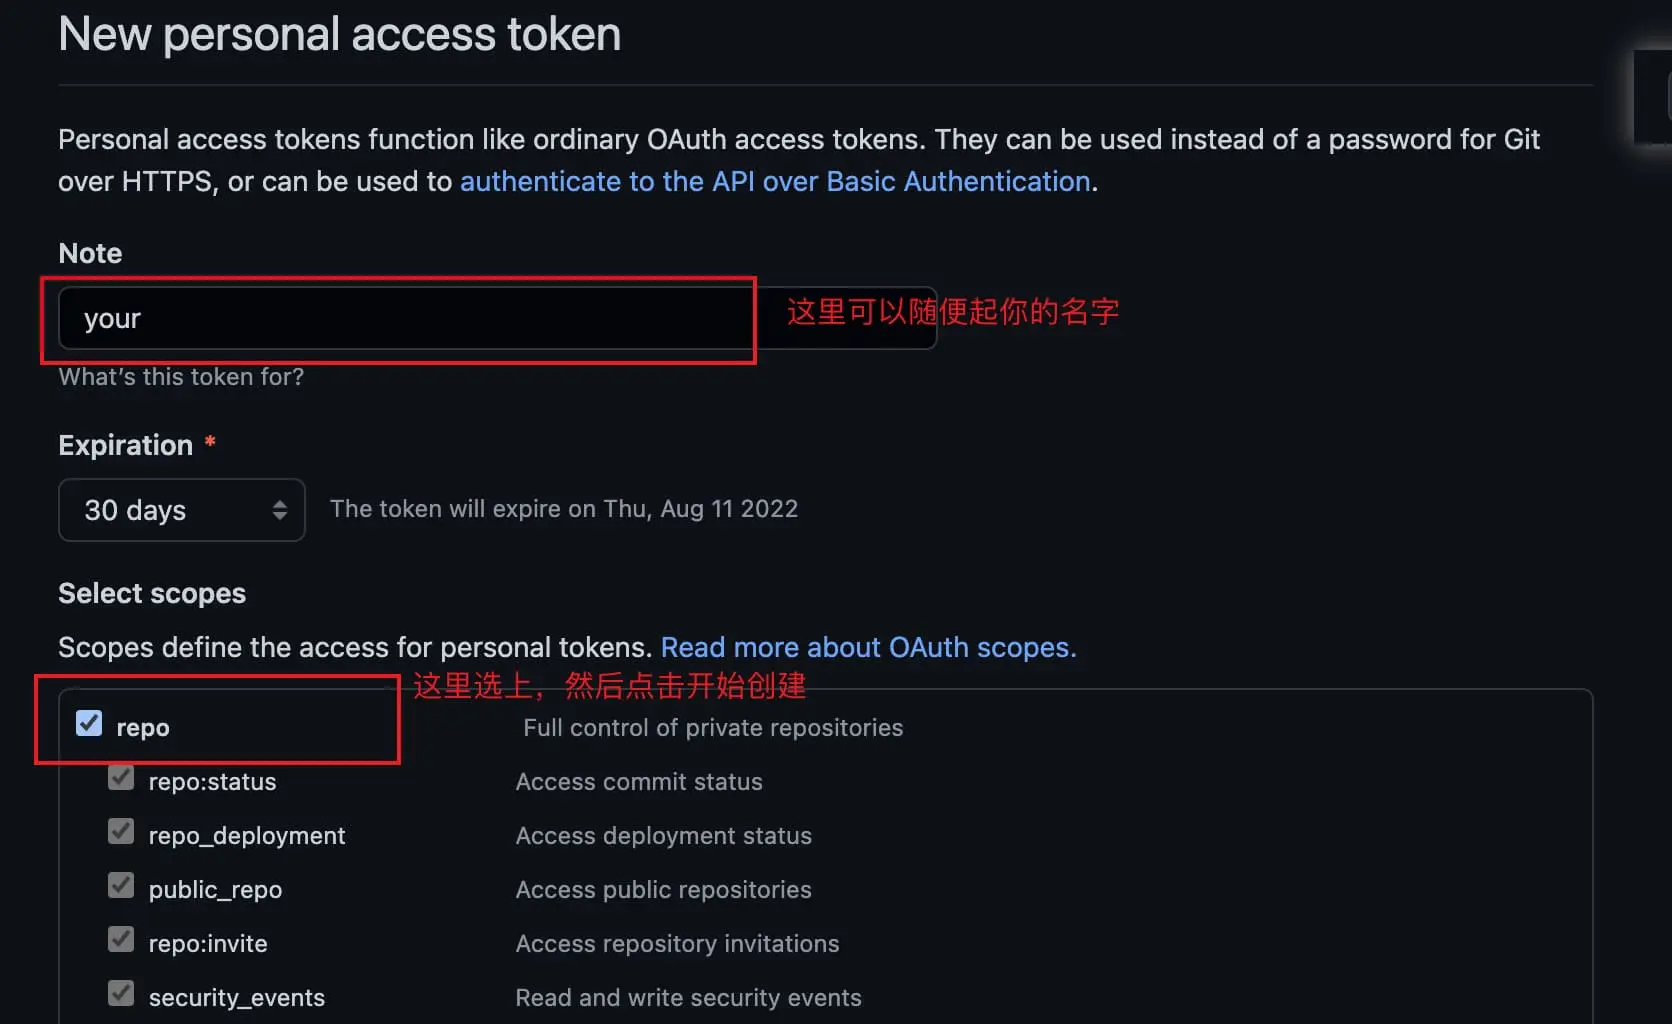 New personal access token
Personal access tokens function like ordinary OAuth access tokens. They can be used instead of a password for Git
over HTTPS, or can be used to authenticate to the API over Basic Authentication.
Note
your
这里可以随便起你的名字
What's this token for?
Expiration *
30 days
The token will expire on Thu, Aug 11 2022
Select scopes
Scopes define the access for personal tokens. Read more about OAuth scopes.
这里选上，然后点击开始创建
repo Full control of private repositories
repo:status Access commit status
repo_deployment Access deployment status
public_repo Access public repositories
repo:invite Access repository invitations
security_events Read and write security events